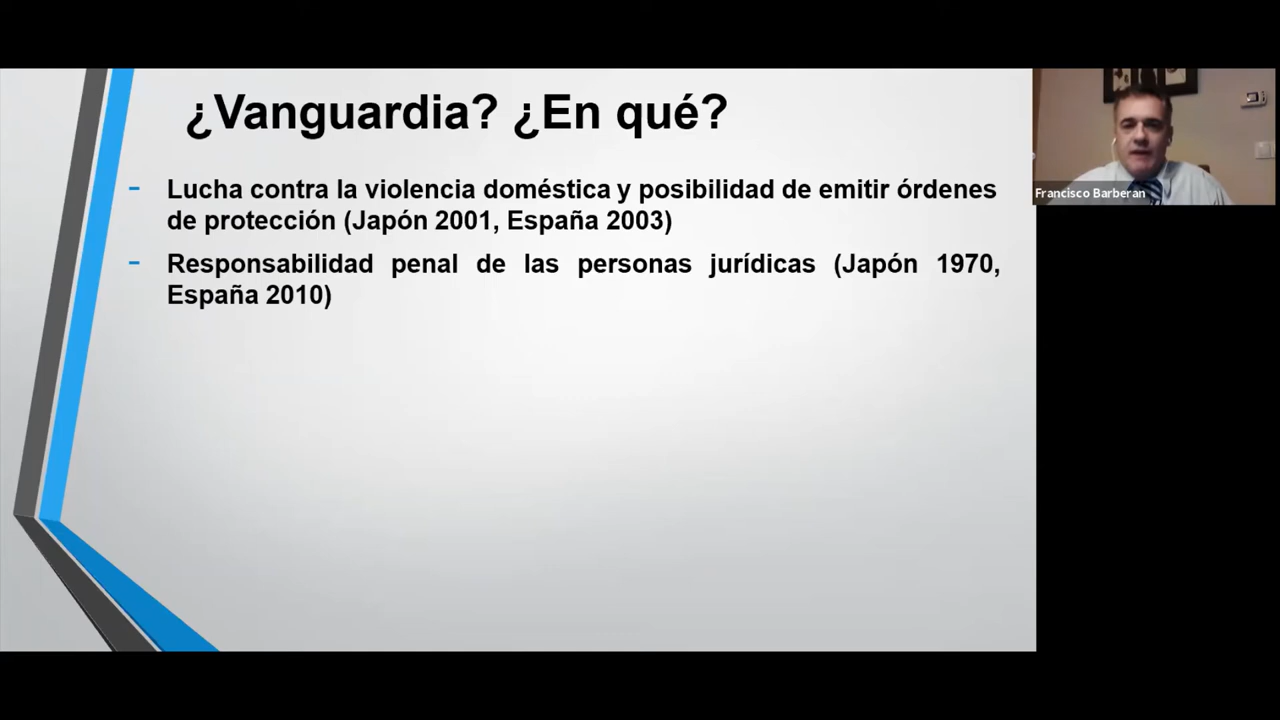 ¿Vanguardia? ¿En qué?
- Lucha contra la violencia doméstica y posibilidad de emitir órdenes
de protección (Japón 2001, España 2003)
- Responsabilidad penal de las personas jurídicas (Japón 1970,
España 2010)
Francisco Barberan